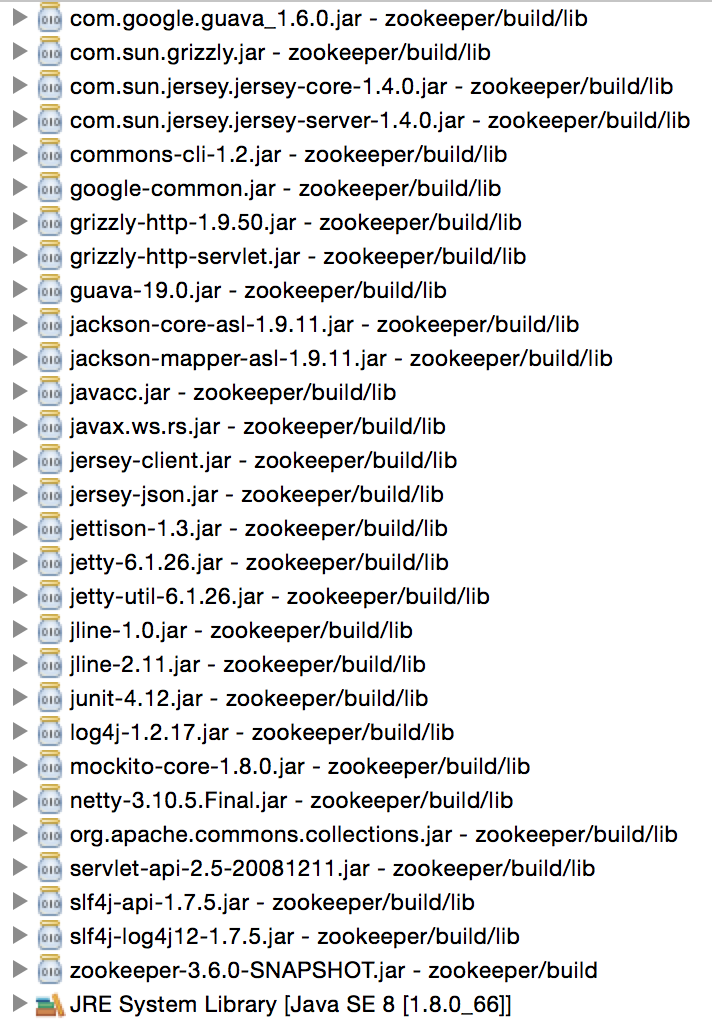 com.google.guava_1.6.0.jar - zookeeper/build/lib
com.sun.grizzly.jar - zookeeper/build/lib
com.sun.jersey.jersey-core-1.4.0.jar - zookeeper/build/lib
com.sun.jersey.jersey-server-1.4.0.jar - zookeeper/build/lib
commons-cli-1.2.jar - zookeeper/build/lib
google-common.jar - zookeeper/build/lib
grizzly-http-1.9.50.jar - zookeeper/build/lib
grizzly-http-servlet.jar - zookeeper/build/lib
guava-19.0.jar - zookeeper/build/lib
jackson-core-asl-1.9.11.jar - zookeeper/build/lib
jackson-mapper-asl-1.9.11.jar - zookeeper/build/lib
javacc.jar - zookeeper/build/lib
javax.ws.rs.jar - zookeeper/build/lib
jersey-client.jar - zookeeper/build/lib
jersey-json.jar - zookeeper/build/lib
jettison-1.3.jar - zookeeper/build/lib
jetty-6.1.26.jar - zookeeper/build/lib
jetty-util-6.1.26.jar - zookeeper/build/lib
jline-1.0.jar - zookeeper/build/lib
jline-2.11.jar - zookeeper/build/lib
junit-4.12.jar - zookeeper/build/lib
log4j-1.2.17.jar - zookeeper/build/lib
mockito-core-1.8.0.jar - zookeeper/build/lib
netty-3.10.5.Final.jar - zookeeper/build/lib
org.apache.commons.collections.jar - zookeeper/build/lib
servlet-api-2.5-20081211.jar - zookeeper/build/lib
slf4j-api-1.7.5.jar - zookeeper/build/lib
slf4j-log4j12-1.7.5.jar - zookeeper/build/lib
zookeeper-3.6.0-SNAPSHOT.jar - zookeeper/build
JRE System Library [Java SE 8 [1.8.0_66]]